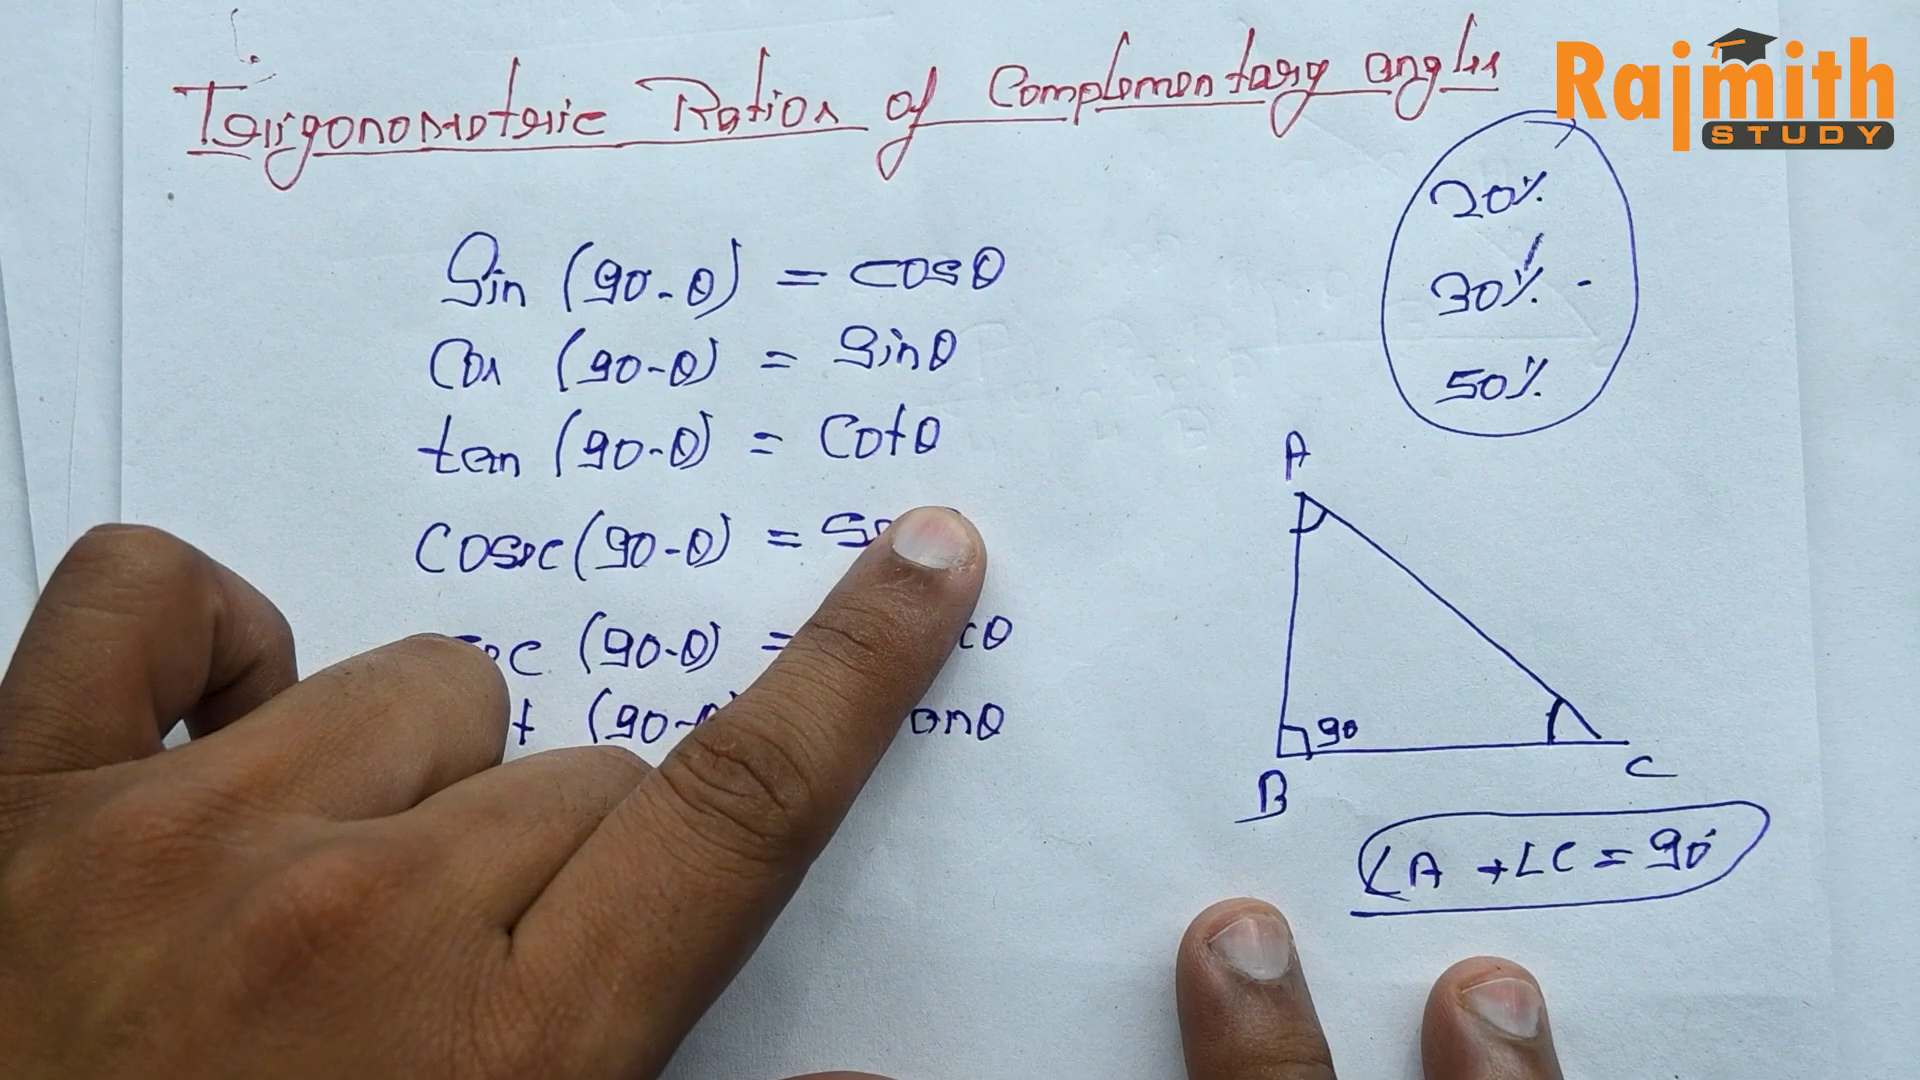 Trigonometric Ratios of Complementary angles
Rajmith
STUDY
20%
30%
50%
Sin (90-θ) = cosθ
Cos (90-θ) = Sinθ
tan (90-θ) = Cotθ
Cosec (90-θ) =
(90-θ) =
(90-
A
90
B
C
∠A + ∠C = 90°